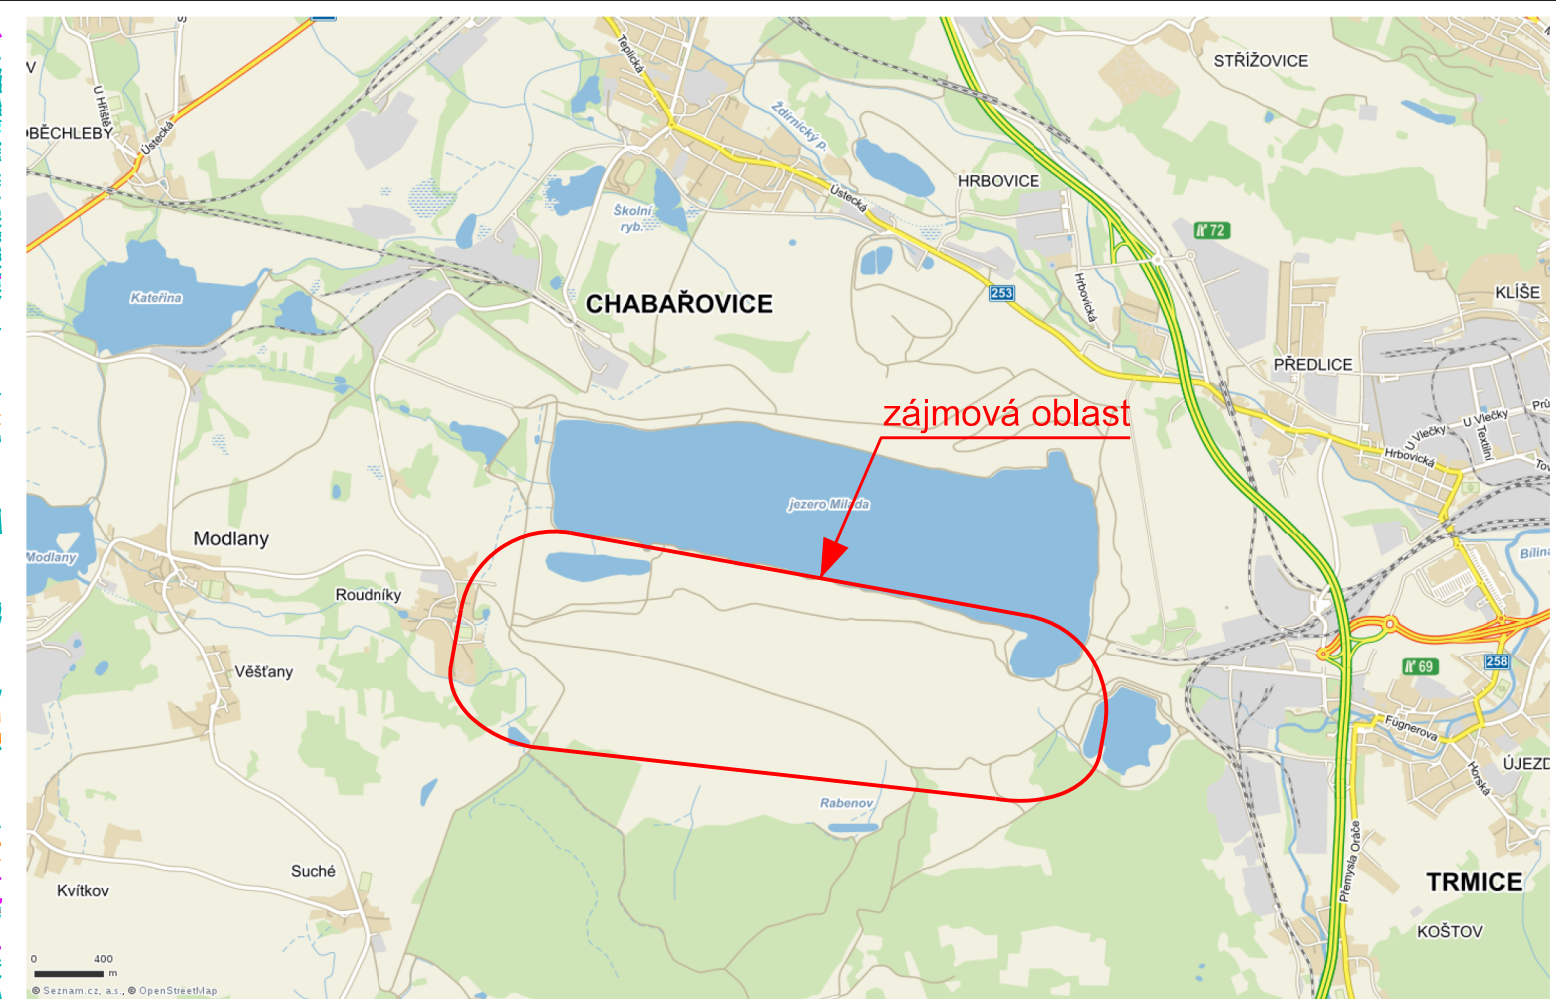 Teplická
STŘÍŽOVICE
U Hřiště
Ústecká
Ždírnický p.
HRBOVICE
Školní
ryb.
Ústecká
72
Kateřina
CHABAŘOVICE
253
Hrbovická
KLÍŠE
PŘEDLICE
zájmová oblast
U Vlečky
U Vlečky
Textilní
Hrbovická
jezero Milada
Modlany
Modlany
Roudníky
Bílina
Věšťany
69
258
Fügnerova
Horská
ÚJEZD
Rabenov
Přemysla Oráče
Suché
Kvítkov
TRMICE
KOŠTOV
0 400
m
© Seznam.cz, a.s., © OpenStreetMap